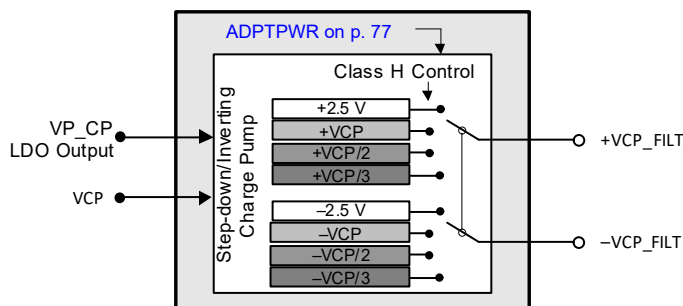 ADPTPWR on p. 77
Class H Control
Step-down/Inverting
Charge Pump
+2.5 V
+VCP
+VCP/2
+VCP/3
–2.5 V
–VCP
–VCP/2
–VCP/3
VP_CP
LDO Output
VCP
+VCP_FILT
–VCP_FILT